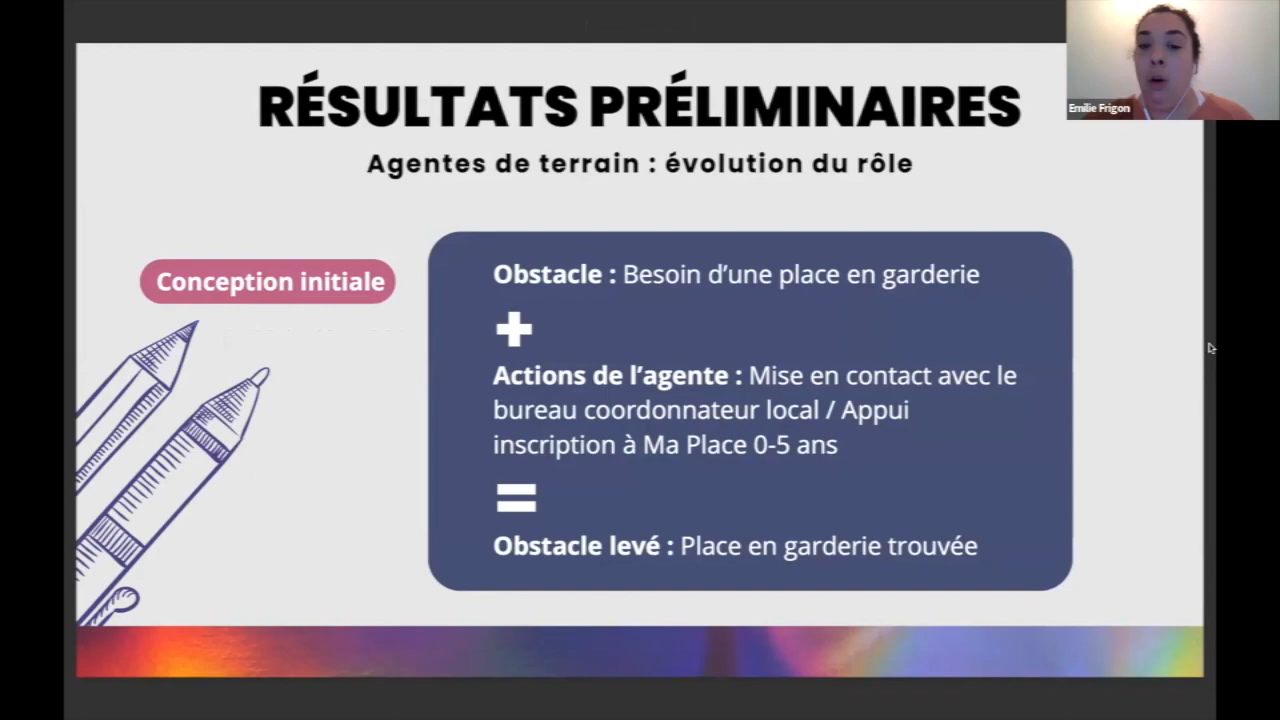 RÉSULTATS PRÉLIMINAIRES
Agentes de terrain : évolution du rôle
Emilie Frigon
Conception initiale
Obstacle : Besoin d’une place en garderie
+
Actions de l’agente : Mise en contact avec le
bureau coordonnateur local / Appui
inscription à Ma Place 0-5 ans
=
Obstacle levé : Place en garderie trouvée